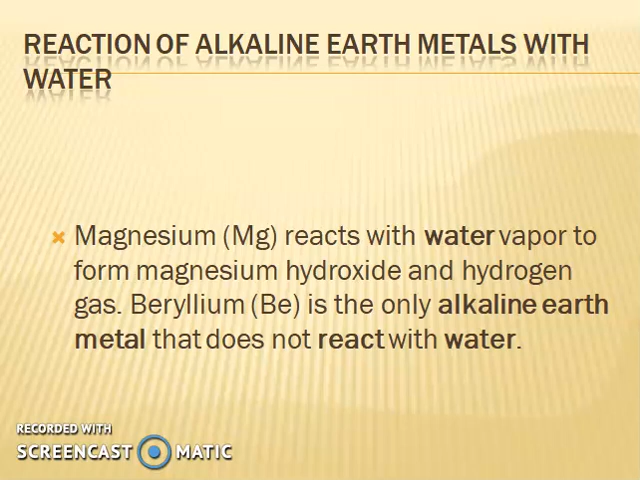 REACTION OF ALKALINE EARTH METALS WITH
WATER
Magnesium (Mg) reacts with water vapor to
form magnesium hydroxide and hydrogen
gas. Beryllium (Be) is the only alkaline earth
metal that does not react with water.
RECORDED WITH
SCREENCAST MATIC